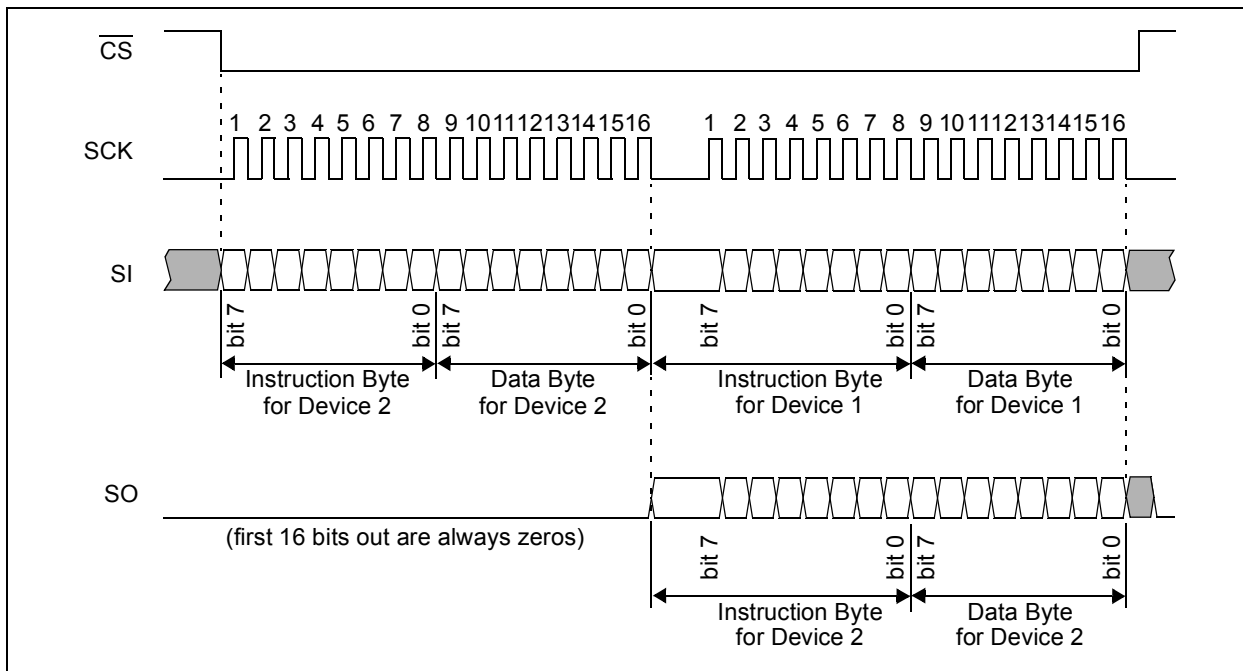 CS
1 2 3 4 5 6 7 8 9 10 11 12 13 14 15 16 1 2 3 4 5 6 7 8 9 10 11 12 13 14 15 16
SCK
SI
bit 7 bit 0 bit 7 bit 0 bit 7 bit 0 bit 7 bit 0
Instruction Byte Data Byte Instruction Byte Data Byte
for Device 2 for Device 2 for Device 1 for Device 1
SO
(first 16 bits out are always zeros)
bit 7 bit 0 bit 7 bit 0
Instruction Byte Data Byte
for Device 2 for Device 2